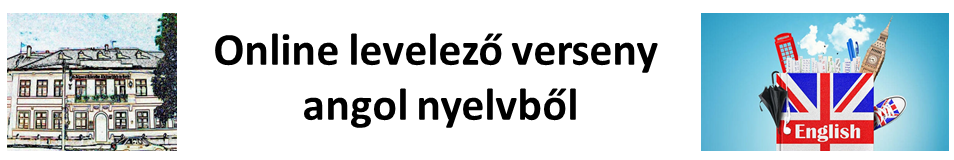 Online levelező verseny
angol nyelvből
English